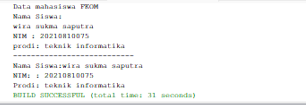 Data mahasiswa FKOM
Nama Siswa:
wira sukma saputra
NIM : 20210810075
prodi: teknik informatika
----------------------------
Nama Siswa:wira sukma saputra
NIM: : 20210810075
Prodi: teknik informatika
BUILD SUCCESSFUL (total time: 31 seconds)